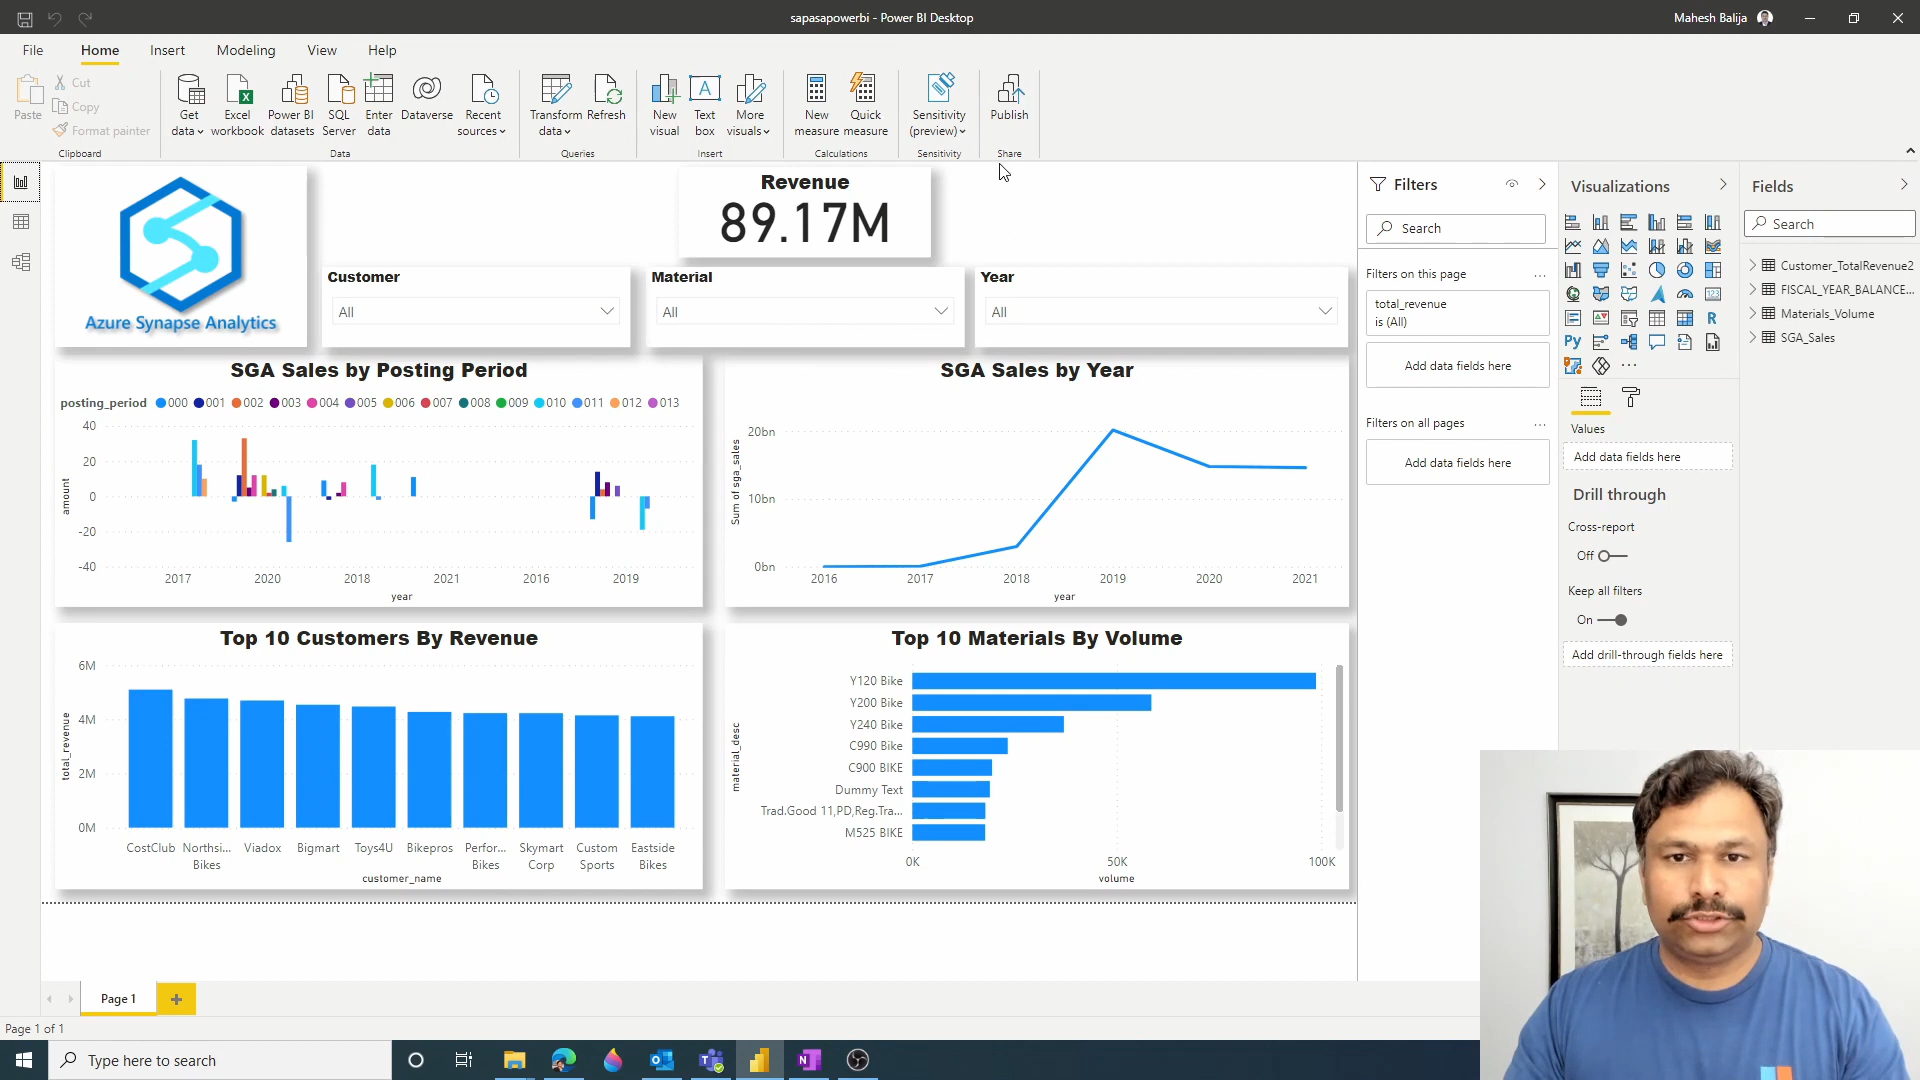 sapasapowerbi - Power BI Desktop
Mahesh Balija
File Home Insert Modeling View Help
Paste
Cut
Copy
Format painter
Clipboard
Get data
Excel workbook
Power BI datasets
SQL Server
Enter data
Dataverse
Recent sources
Data
Transform data
Refresh
Queries
New visual
Text box
More visuals
Insert
New measure
Quick measure
Calculations
Sensitivity (preview)
Sensitivity
Publish
Share
Azure Synapse Analytics
Revenue
89.17M
Customer
All
Material
All
Year
All
SGA Sales by Posting Period
posting_period 000 001 002 003 004 005 006 007 008 009 010 011 012 013
amount
40
20
0
-20
-40
2017 2020 2018 2021 2016 2019
year
SGA Sales by Year
Sum of sga_sales
20bn
10bn
0bn
2016 2017 2018 2019 2020 2021
year
Top 10 Customers By Revenue
total_revenue
6M
4M
2M
0M
CostClub Northsi... Bikes Viadox Bigmart Toys4U Bikepros Perfor... Bikes Skymart Corp Custom Sports Eastside Bikes
customer_name
Top 10 Materials By Volume
material_desc
Y120 Bike
Y200 Bike
Y240 Bike
C990 Bike
C900 BIKE
Dummy Text
Trad.Good 11,PD,Reg.Tra...
M525 BIKE
0K 50K 100K
volume
Filters
Search
Filters on this page
...
total_revenue
is (All)
Add data fields here
Filters on all pages
...
Add data fields here
Visualizations
R
Py
...
Values
Add data fields here
Drill through
Cross-report
Off
Keep all filters
On
Add drill-through fields here
Fields
Search
Customer_TotalRevenue2
FISCAL_YEAR_BALANCE...
Materials_Volume
SGA_Sales
Page 1
+
Page 1 of 1
Type here to search